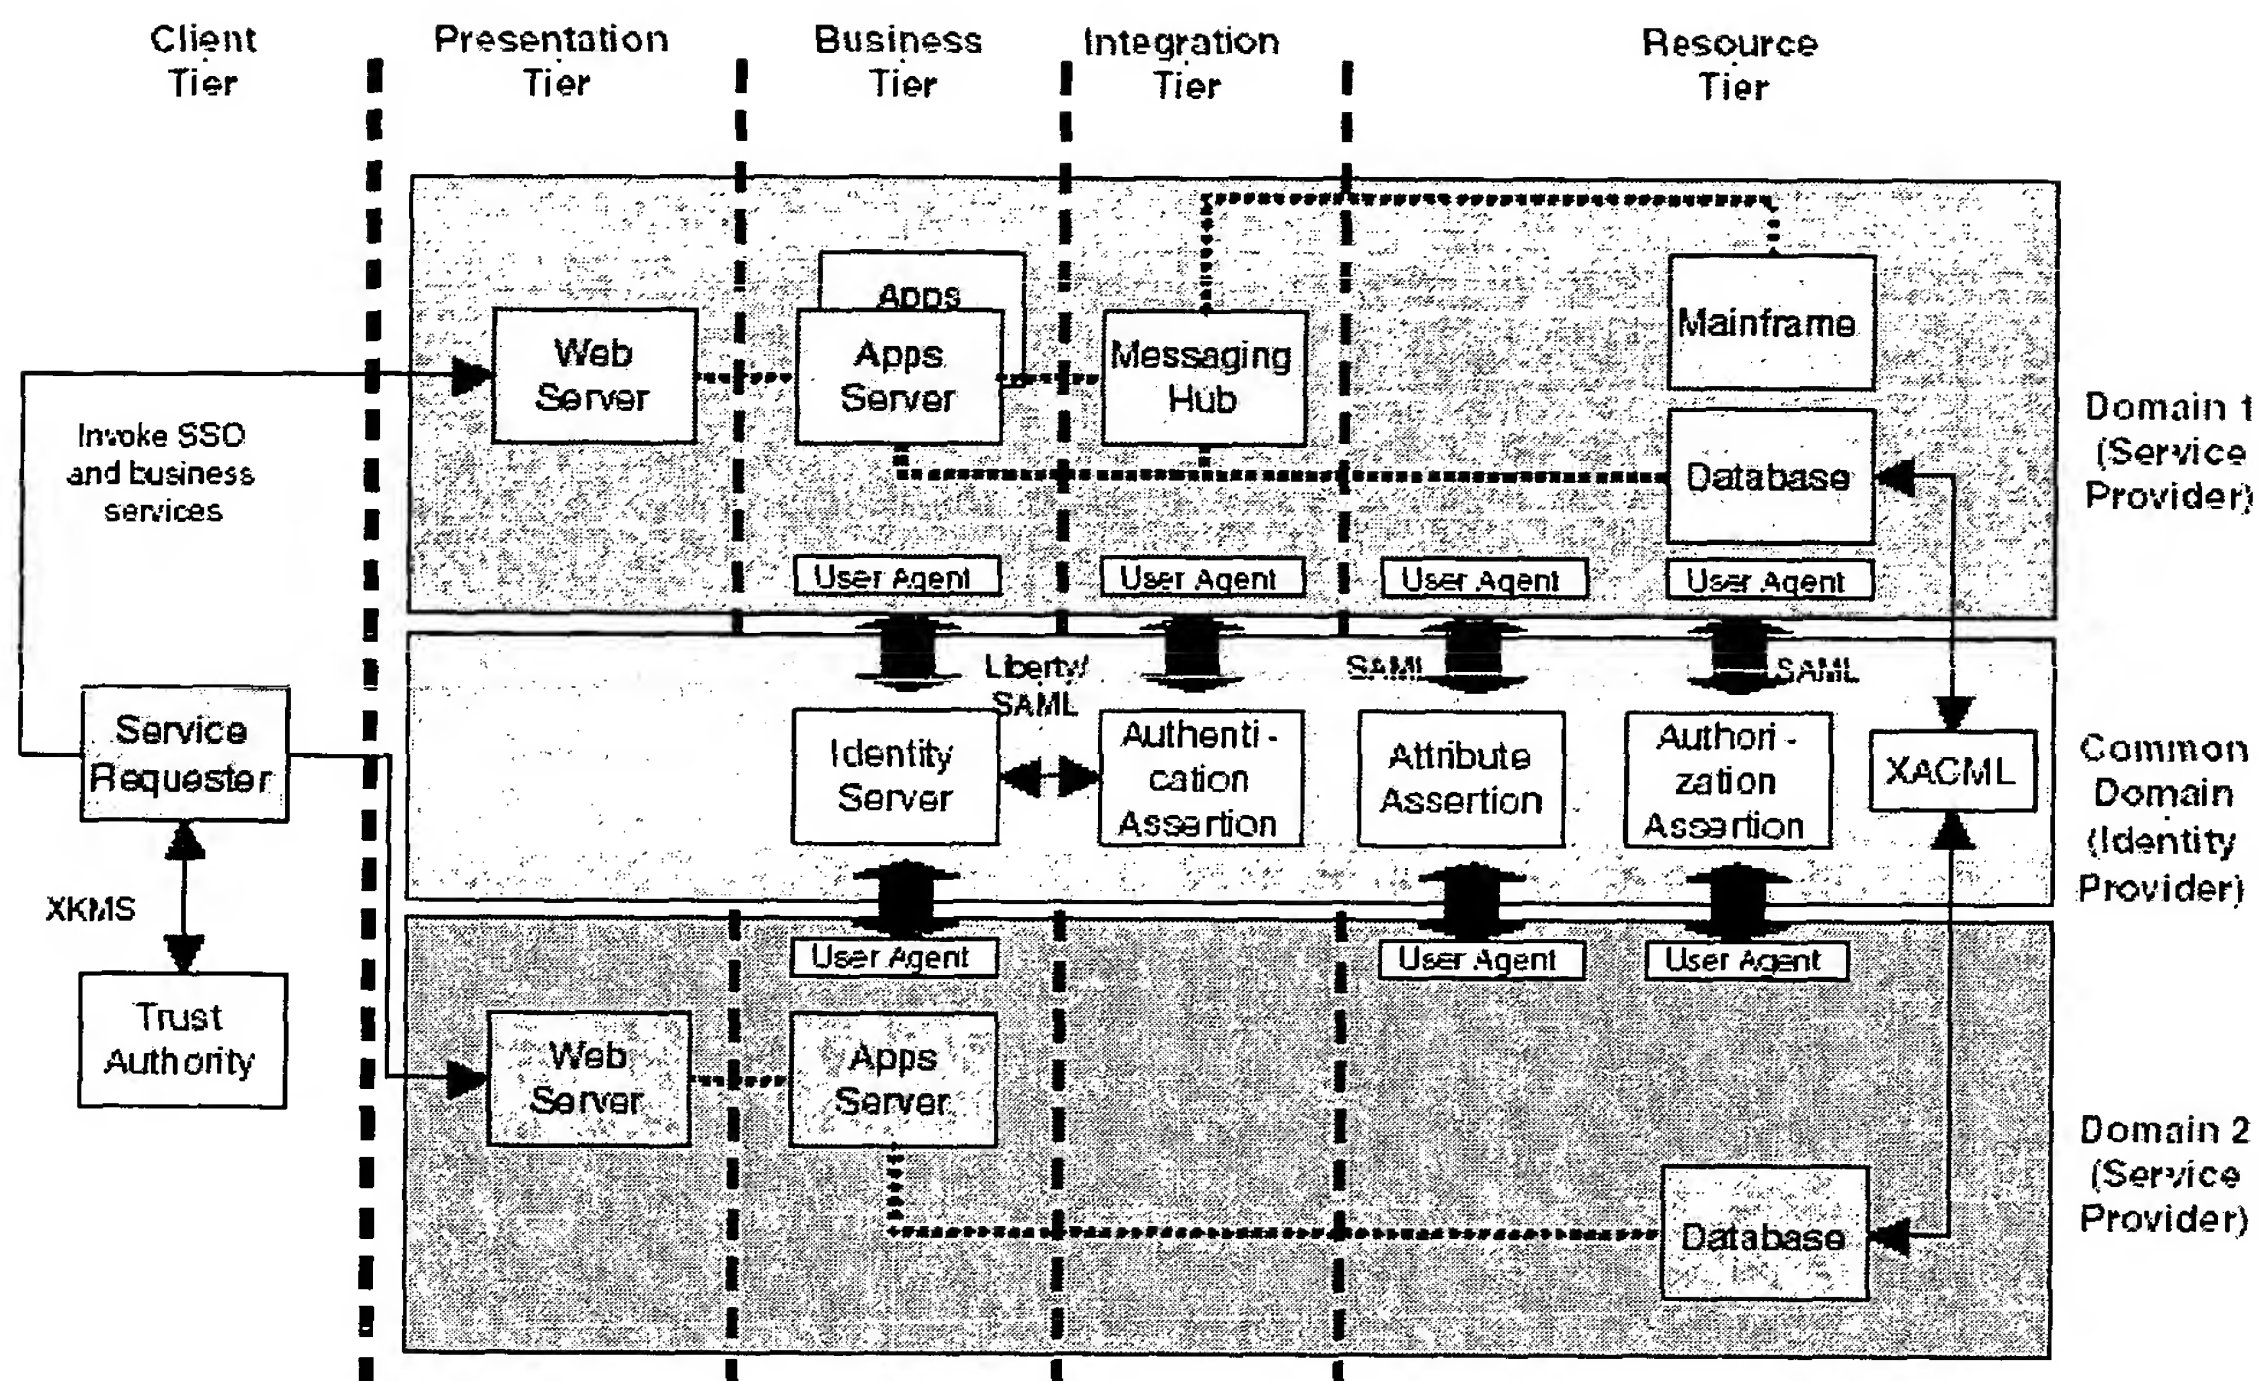 Client
Tier
Presentation
Tier
Business
Tier
Integration
Tier
Resource
Tier
Apps
Web
Server
Apps
Server
Messaging
Hub
Mainframe
Database
Invoke SSO
and business
services
Domain 1
(Service
Provider)
User Agent
User Agent
User Agent
User Agent
Liberty/
SAML
SAML
SAML
Service
Requester
Identity
Server
Authenti-
cation
Assertion
Attribute
Assertion
Authori-
zation
Assertion
XACML
Common
Domain
(Identity
Provider)
XKMS
Trust
Authority
User Agent
User Agent
User Agent
Web
Server
Apps
Server
Database
Domain 2
(Service
Provider)